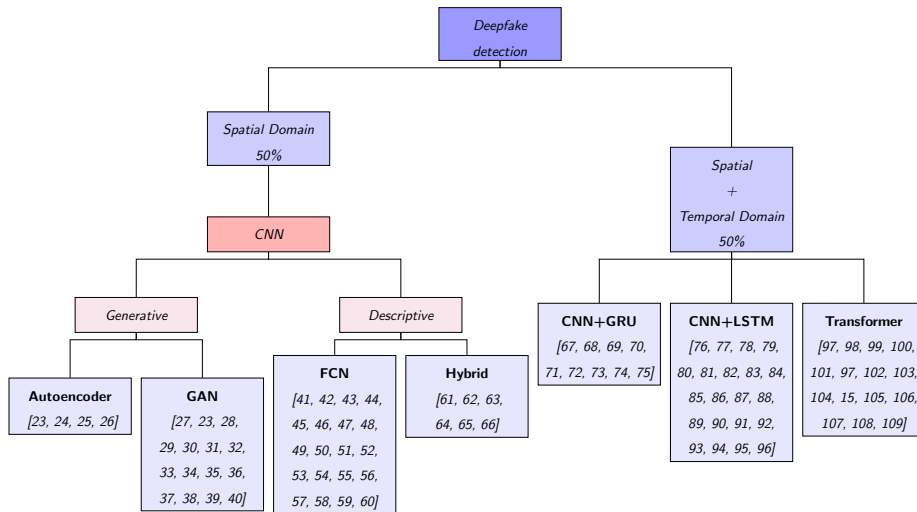 Deepfake
detection
Spatial Domain
50%
Spatial
+
Temporal Domain
50%
CNN
Generative
Descriptive
CNN+GRU
[67, 68, 69, 70,
71, 72, 73, 74, 75]
CNN+LSTM
[76, 77, 78, 79,
80, 81, 82, 83, 84,
85, 86, 87, 88,
89, 90, 91, 92,
93, 94, 95, 96]
Transformer
[97, 98, 99, 100,
101, 97, 102, 103,
104, 15, 105, 106,
107, 108, 109]
Autoencoder
[23, 24, 25, 26]
GAN
[27, 23, 28,
29, 30, 31, 32,
33, 34, 35, 36,
37, 38, 39, 40]
FCN
[41, 42, 43, 44,
45, 46, 47, 48,
49, 50, 51, 52,
53, 54, 55, 56,
57, 58, 59, 60]
Hybrid
[61, 62, 63,
64, 65, 66]